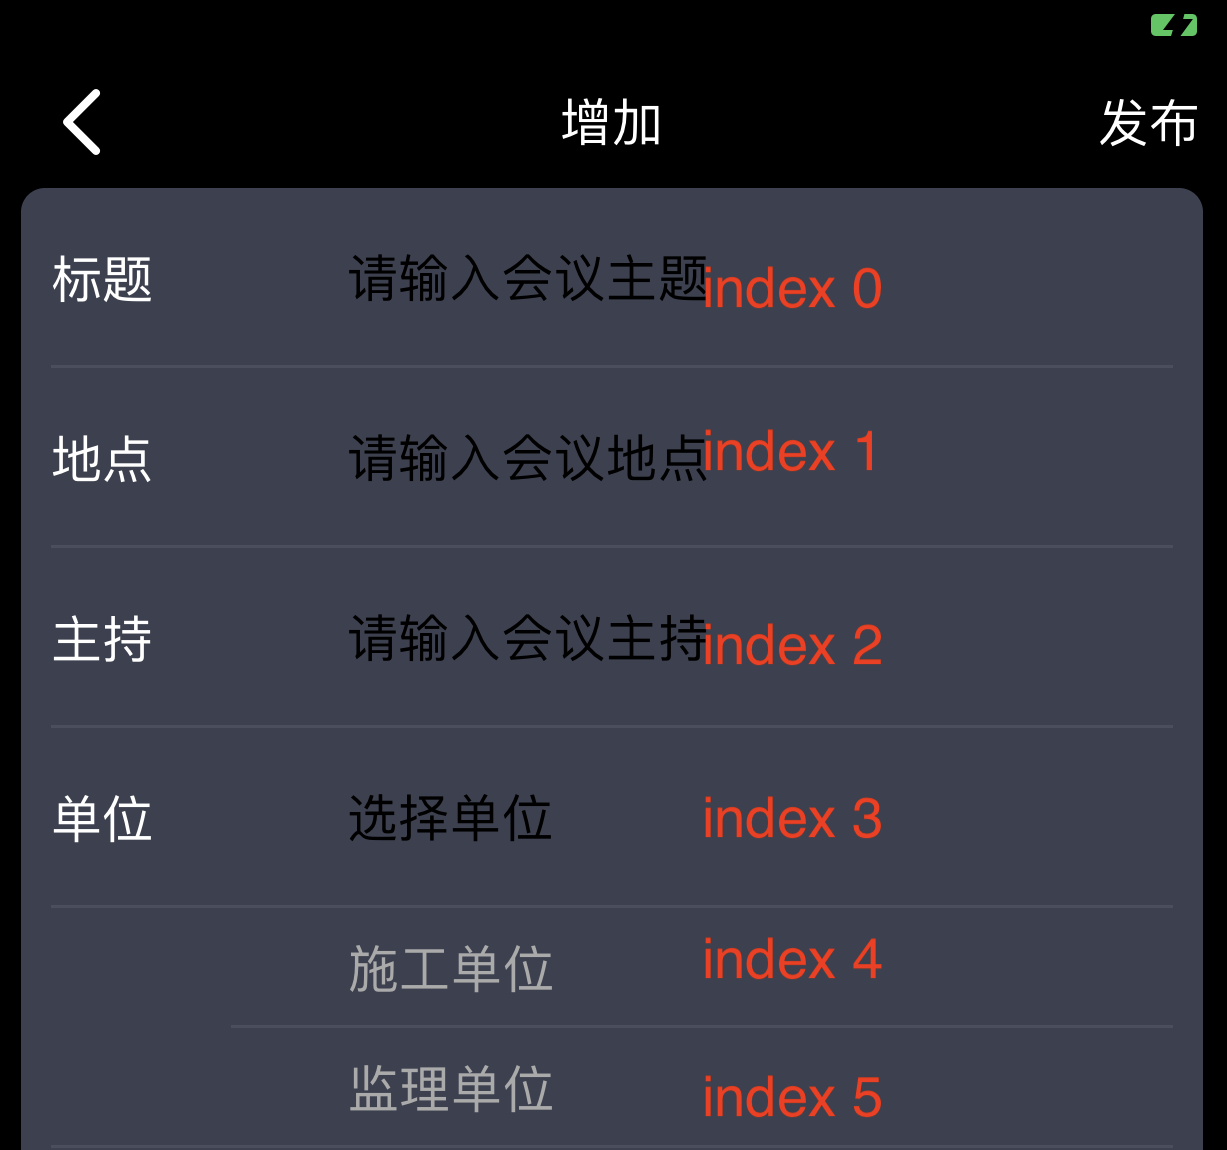 增加 发布
标题 请输入会议主题 index 0
地点 请输入会议地点 index 1
主持 请输入会议主持 index 2
单位 选择单位 index 3
施工单位 index 4
监理单位 index 5